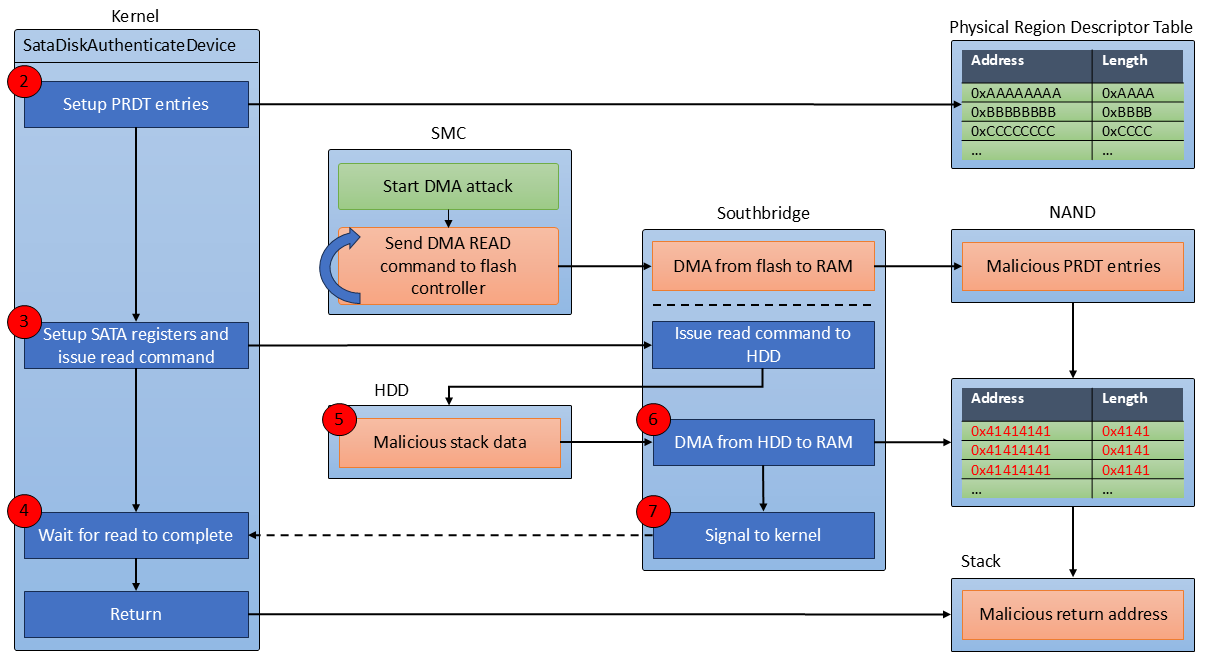 Kernel
SataDiskAuthenticateDevice
2
Setup PRDT entries
Physical Region Descriptor Table
Address Length
0xAAAAAAAA 0xAAAA
0xBBBBBBBB 0xBBBB
0xCCCCCCCC 0xCCCC
... ...
SMC
Start DMA attack
Send DMA READ
command to flash
controller
Southbridge
DMA from flash to RAM
NAND
Malicious PRDT entries
3
Setup SATA registers and
issue read command
Issue read command to
HDD
HDD
5
Malicious stack data
6
DMA from HDD to RAM
Address Length
0x41414141 0x4141
0x41414141 0x4141
0x41414141 0x4141
... ...
4
Wait for read to complete
7
Signal to kernel
Return
Stack
Malicious return address